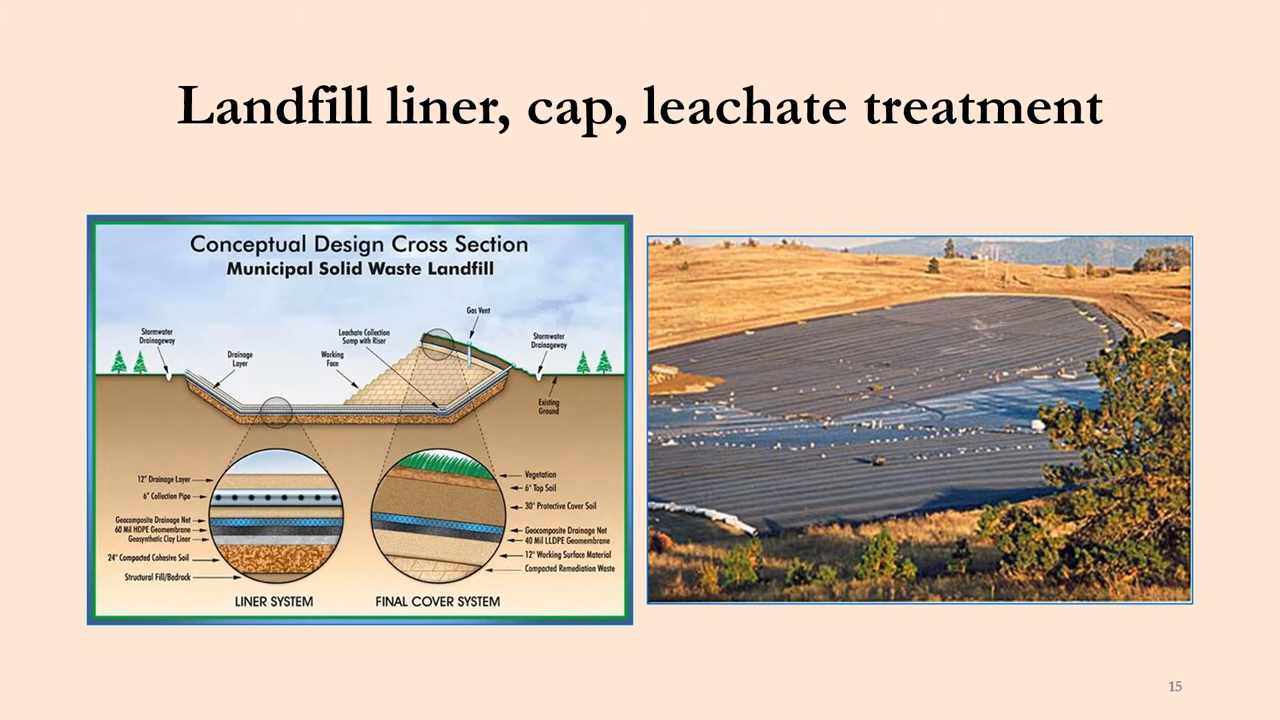 Landfill liner, cap, leachate treatment
Conceptual Design Cross Section
Municipal Solid Waste Landfill
Gas Vent
Stormwater
Drainageway
Drainage
Layer
Working
Face
Leachate Collection
Sump with Riser
Stormwater
Drainageway
Existing
Ground
12" Drainage Layer
6" Collection Pipe
Geocomposite Drainage Net
60 Mil HDPE Geomembrane
Geosynthetic Clay Liner
24" Compacted Cohesive Soil
Structural Fill/Bedrock
LINER SYSTEM
Vegetation
6" Top Soil
30" Protective Cover Soil
Geocomposite Drainage Net
40 Mil LLDPE Geomembrane
12" Working Surface Material
Compacted Remediation Waste
FINAL COVER SYSTEM
15